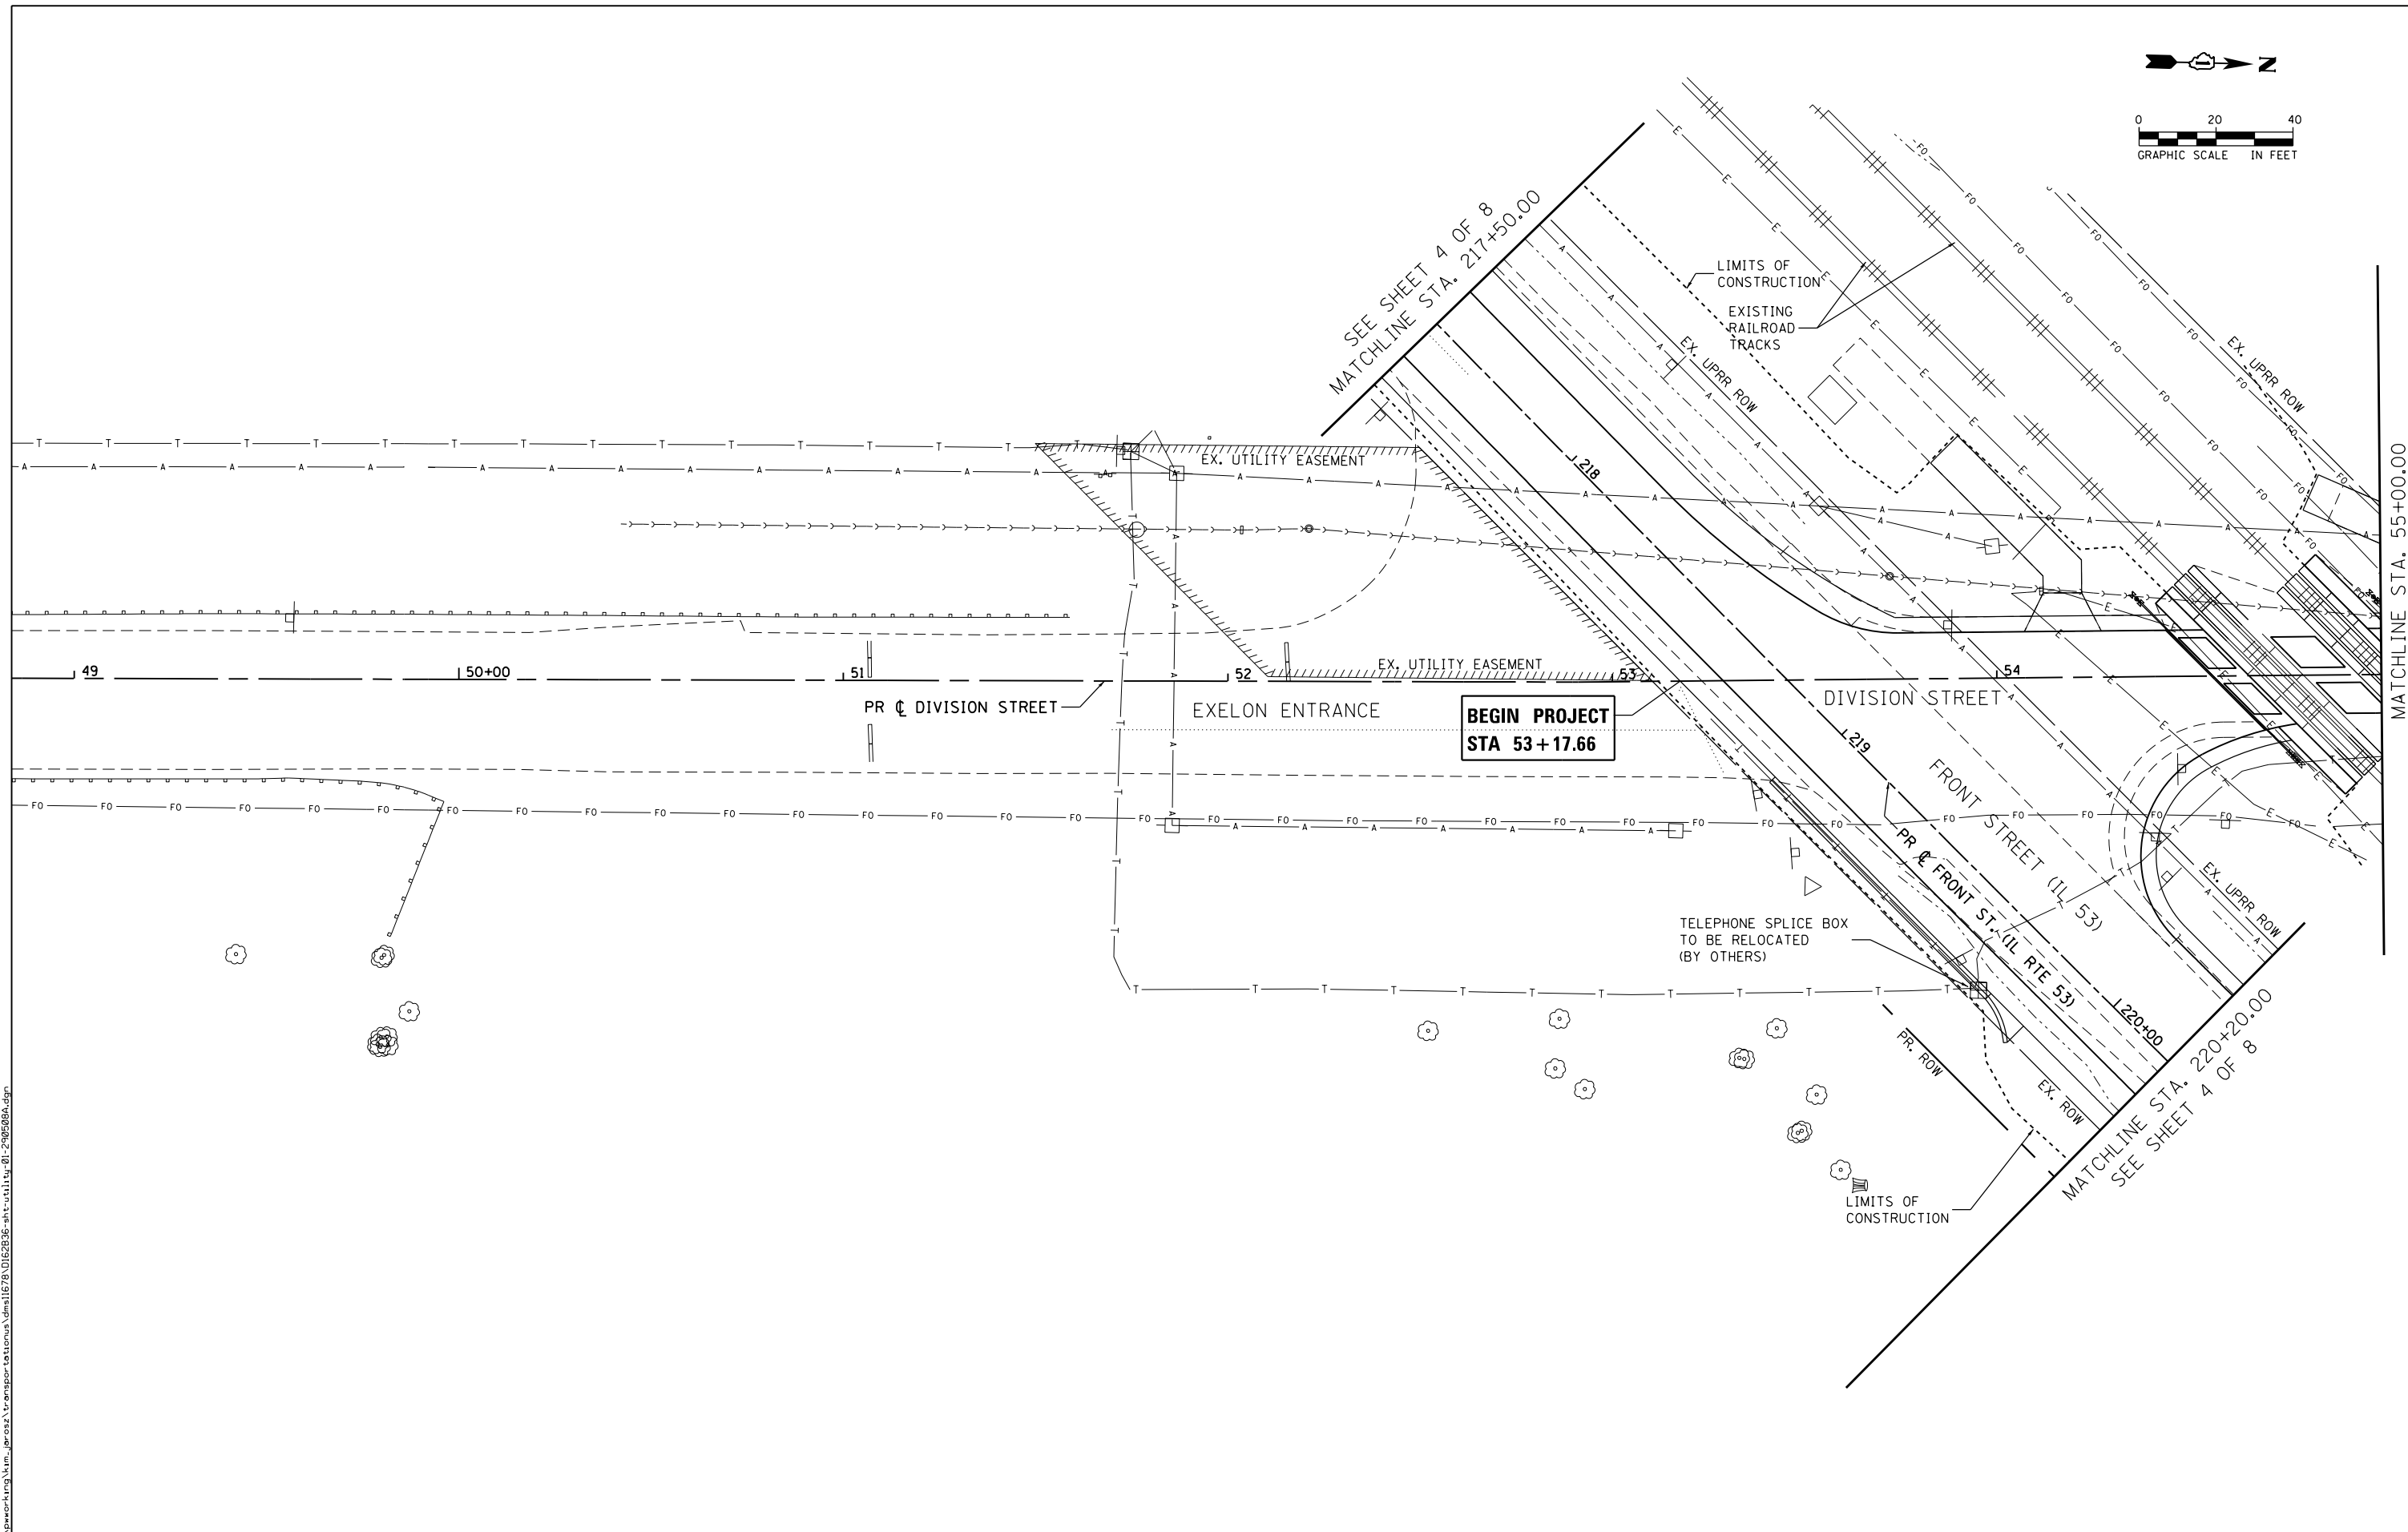 N
0 20 40
GRAPHIC SCALE IN FEET
SEE SHEET 4 OF 8
MATCHLINE STA. 217+50.00
LIMITS OF
CONSTRUCTION
EXISTING
RAILROAD
TRACKS
EX. UPRR ROW
EX. UPRR ROW
MATCHLINE STA. 55+00.00
EX. UTILITY EASEMENT
218
EX. UTILITY EASEMENT
49
50+00
51
52
53
54
PR ℄ DIVISION STREET
EXELON ENTRANCE
BEGIN PROJECT
STA 53+17.66
DIVISION STREET
219
FRONT STREET (IL 53)
PR ℄ FRONT ST. (IL RTE 53)
EX. UPRR ROW
TELEPHONE SPLICE BOX
TO BE RELOCATED
(BY OTHERS)
220+00
PR. ROW
EX. ROW
MATCHLINE STA. 220+20.00
SEE SHEET 4 OF 8
LIMITS OF
CONSTRUCTION
T
A
FO
E